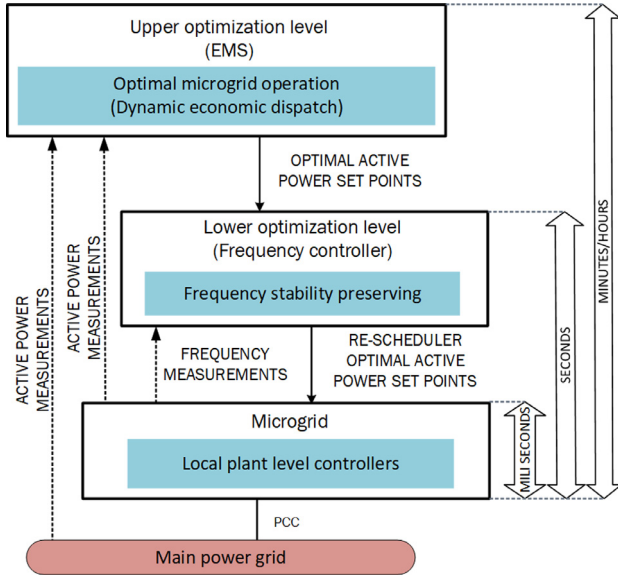 Upper optimization level
(EMS)
Optimal microgrid operation
(Dynamic economic dispatch)
OPTIMAL ACTIVE
POWER SET POINTS
Lower optimization level
(Frequency controller)
Frequency stability preserving
ACTIVE POWER
MEASUREMENTS
ACTIVE POWER
MEASUREMENTS
FREQUENCY
MEASUREMENTS
RE-SCHEDULER
OPTIMAL ACTIVE
POWER SET POINTS
Microgrid
Local plant level controllers
MILI SECONDS
SECONDS
MINUTES/HOURS
PCC
Main power grid